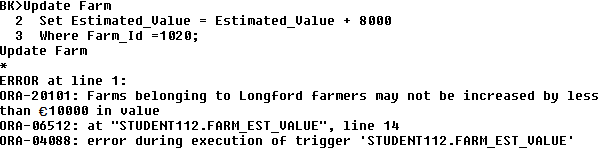 BK>Update Farm
2 Set Estimated_Value = Estimated_Value + 8000
3 Where Farm_Id =1020;
Update Farm
*
ERROR at line 1:
ORA-20101: Farms belonging to Longford farmers may not be increased by less
than €10000 in value
ORA-06512: at "STUDENT112.FARM_EST_VALUE", line 14
ORA-04088: error during execution of trigger 'STUDENT112.FARM_EST_VALUE'